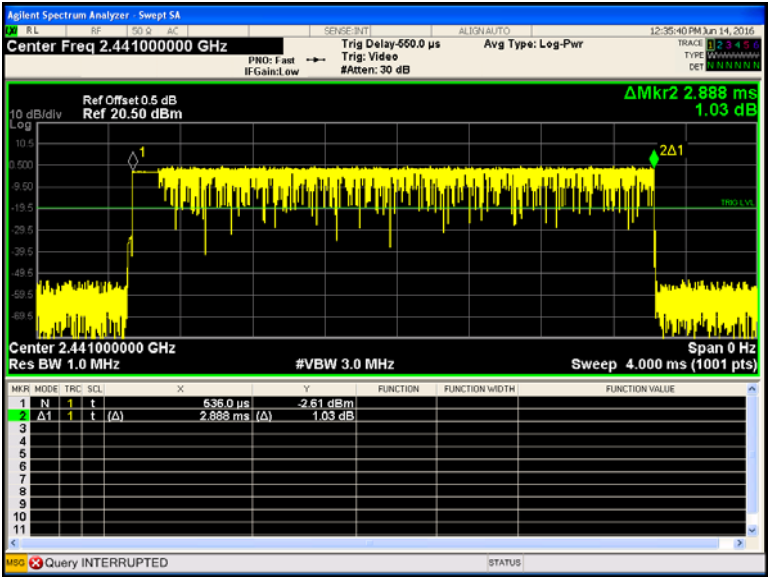 Agilent Spectrum Analyzer - Swept SA
RL RF 50 Ω AC SENSE:INT ALIGNAUTO 12:35:40 PM Jun 14, 2016
Center Freq 2.441000000 GHz
Trig Delay-550.0 µs Avg Type: Log-Pwr
TRACE 1 2 3 4 5 6
PNO: Fast Trig: Video
TYPE WWWWWW
IFGain:Low #Atten: 30 dB
DET N N N N N N
Ref Offset 0.5 dB
ΔMkr2 2.888 ms
10 dB/div Ref 20.50 dBm
1.03 dB
Log
10.5
1
2Δ1
0.500
-9.50
-19.5
TRIG LVL
-29.5
-39.5
-49.5
-59.5
-69.5
Center 2.441000000 GHz Span 0 Hz
Res BW 1.0 MHz #VBW 3.0 MHz Sweep 4.000 ms (1001 pts)
MKR MODE TRC SCL X Y FUNCTION FUNCTION WIDTH FUNCTION VALUE
1 N 1 t 536.0 µs -2.61 dBm
2 Δ1 1 t (Δ) 2.888 ms (Δ) 1.03 dB
3
4
5
6
7
8
9
10
11
MSG Query INTERRUPTED STATUS